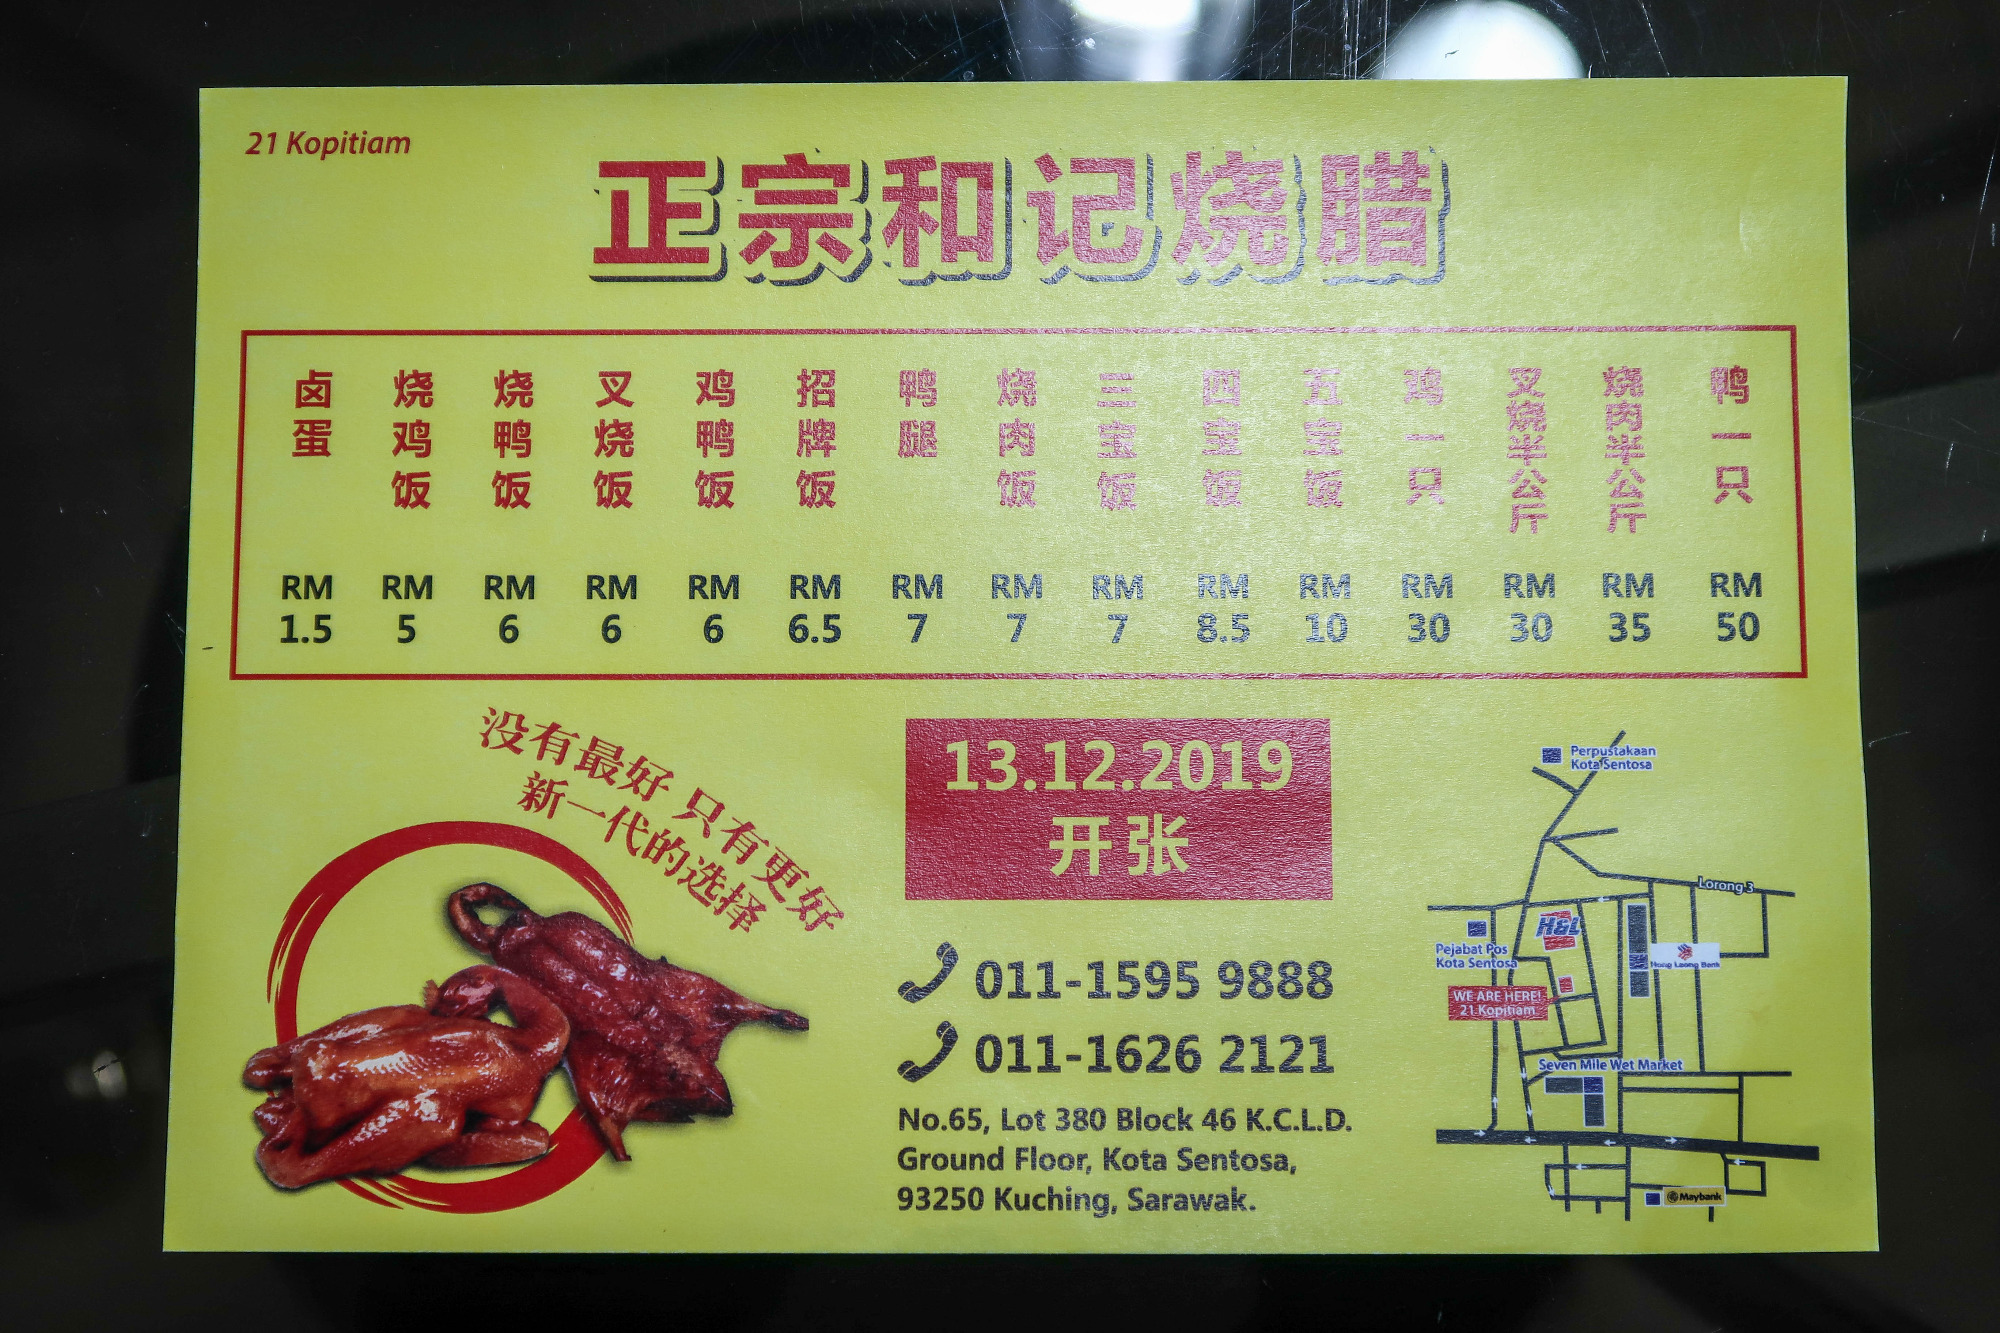 21 Kopitiam
正宗和记烧腊
卤蛋
RM
1.5
烧鸡饭
RM
5
烧鸭饭
RM
6
叉烧饭
RM
6
鸡鸭饭
RM
6
招牌饭
RM
6.5
鸭腿
RM
7
烧肉饭
RM
7
三宝饭
RM
7
四宝饭
RM
8.5
五宝饭
RM
10
鸡一只
RM
30
叉烧半公斤
RM
30
烧肉半公斤
RM
35
鸭一只
RM
50
没有最好 只有更好
新一代的选择
13.12.2019
开张
011-1595 9888
011-1626 2121
No.65, Lot 380 Block 46 K.C.L.D.
Ground Floor, Kota Sentosa,
93250 Kuching, Sarawak.
Perpustakaan
Kota Sentosa
Lorong 3
H&L
Pejabat Pos
Kota Sentosa
Hong Leong Bank
WE ARE HERE!
21 Kopitiam
Seven Mile Wet Market
Maybank